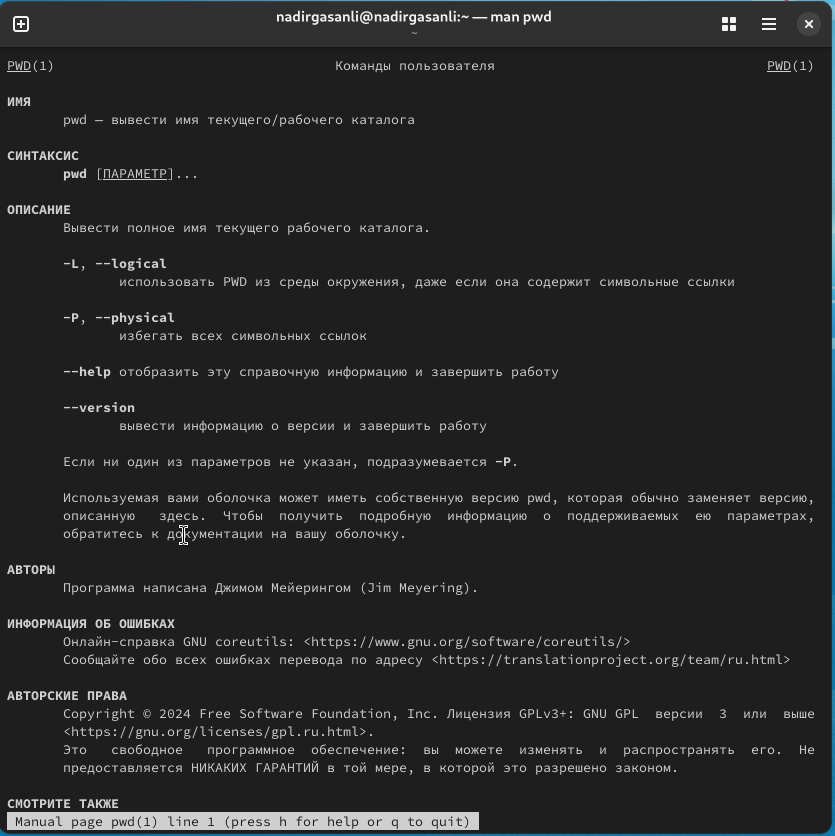 nadirgasanli@nadirgasanli:~ — man pwd
~
PWD(1) Команды пользователя PWD(1)
ИМЯ
pwd — вывести имя текущего/рабочего каталога
СИНТАКСИС
pwd [ПАРАМЕТР]...
ОПИСАНИЕ
Вывести полное имя текущего рабочего каталога.
-L, --logical
использовать PWD из среды окружения, даже если она содержит символьные ссылки
-P, --physical
избегать всех символьных ссылок
--help отобразить эту справочную информацию и завершить работу
--version
вывести информацию о версии и завершить работу
Если ни один из параметров не указан, подразумевается -P.
Используемая вами оболочка может иметь собственную версию pwd, которая обычно заменяет версию,
описанную здесь. Чтобы получить подробную информацию о поддерживаемых ею параметрах,
обратитесь к документации на вашу оболочку.
АВТОРЫ
Программа написана Джимом Мейерингом (Jim Meyering).
ИНФОРМАЦИЯ ОБ ОШИБКАХ
Онлайн-справка GNU coreutils: <https://www.gnu.org/software/coreutils/>
Сообщайте обо всех ошибках перевода по адресу <https://translationproject.org/team/ru.html>
АВТОРСКИЕ ПРАВА
Copyright © 2024 Free Software Foundation, Inc. Лицензия GPLv3+: GNU GPL версии 3 или выше
<https://gnu.org/licenses/gpl.ru.html>.
Это свободное программное обеспечение: вы можете изменять и распространять его. Не
предоставляется НИКАКИХ ГАРАНТИЙ в той мере, в которой это разрешено законом.
СМОТРИТЕ ТАКЖЕ
Manual page pwd(1) line 1 (press h for help or q to quit)